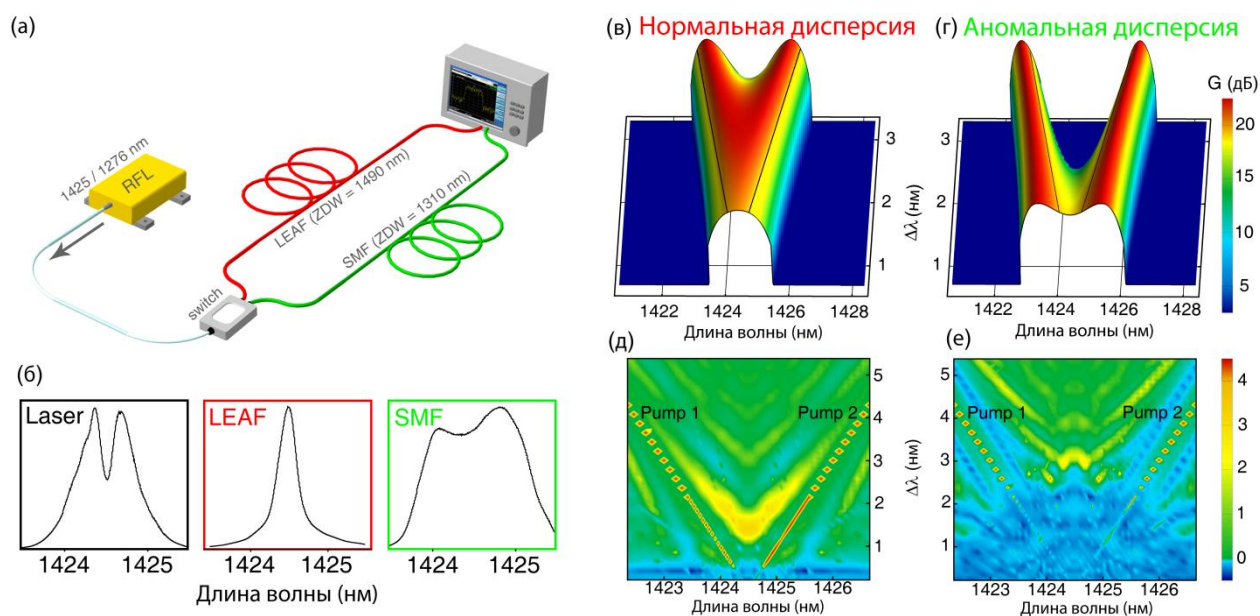 (а)
1425 / 1276 nm
RFL
LEAF (ZDW = 1490 nm)
SMF (ZDW = 1310 nm)
switch
(б)
Laser
LEAF
SMF
1424 1425
1424 1425
1424 1425
Длина волны (нм)
(в) Нормальная дисперсия
(г) Аномальная дисперсия
G (дБ)
20
15
10
5
3
2
1
Δλ (нм)
3
2
1
1422 1424 1426 1428
Длина волны (нм)
1422 1424 1426 1428
Длина волны (нм)
(д)
Pump 1
Pump 2
5
4
3
2
1
Δλ (нм)
1423 1424 1425 1426
Длина волны (нм)
(е)
Pump 1
Pump 2
5
4
3
2
1
1423 1424 1425 1426
Длина волны (нм)
4
3
2
1
0